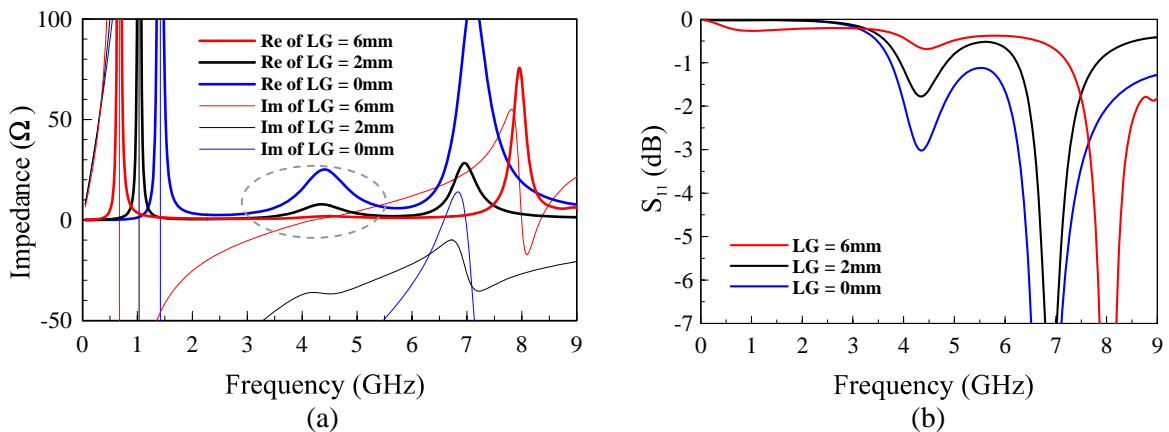 100
50
0
-50
Impedance (Ω)
Re of LG = 6mm
Re of LG = 2mm
Re of LG = 0mm
Im of LG = 6mm
Im of LG = 2mm
Im of LG = 0mm
0 1 2 3 4 5 6 7 8 9
Frequency (GHz)
(a)
0
-1
-2
-3
-4
-5
-6
-7
S₁₁ (dB)
LG = 6mm
LG = 2mm
LG = 0mm
0 1 2 3 4 5 6 7 8 9
Frequency (GHz)
(b)